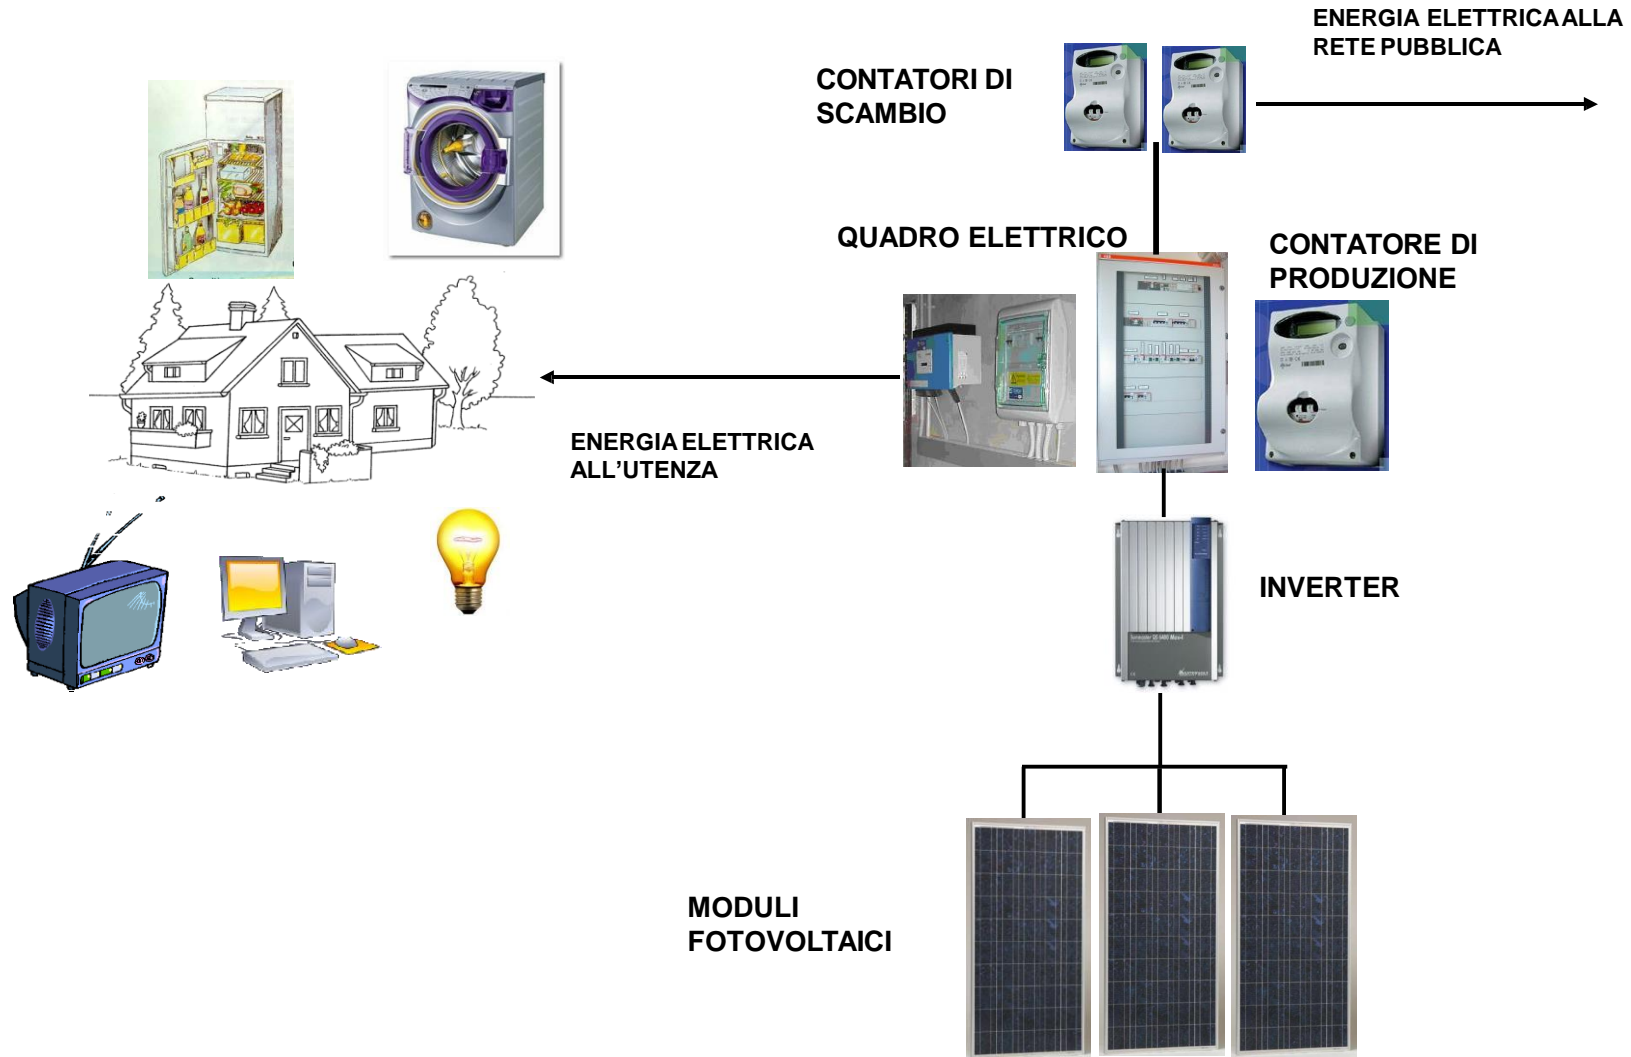 ENERGIA ELETTRICA ALLA
RETE PUBBLICA
CONTATORI DI
SCAMBIO
QUADRO ELETTRICO
CONTATORE DI
PRODUZIONE
ENERGIA ELETTRICA
ALL’UTENZA
INVERTER
MODULI
FOTOVOLTAICI